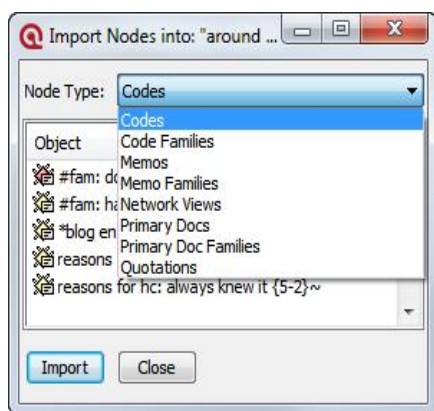 Import Nodes into: "around ...
Node Type: Codes
Codes
Object
Code Families
Memos
#fam: do
Memo Families
#fam: ha
Network Views
*blog en
Primary Docs
reasons
Primary Doc Families
Quotations
reasons for hc: always knew it {5-2}~
Import Close